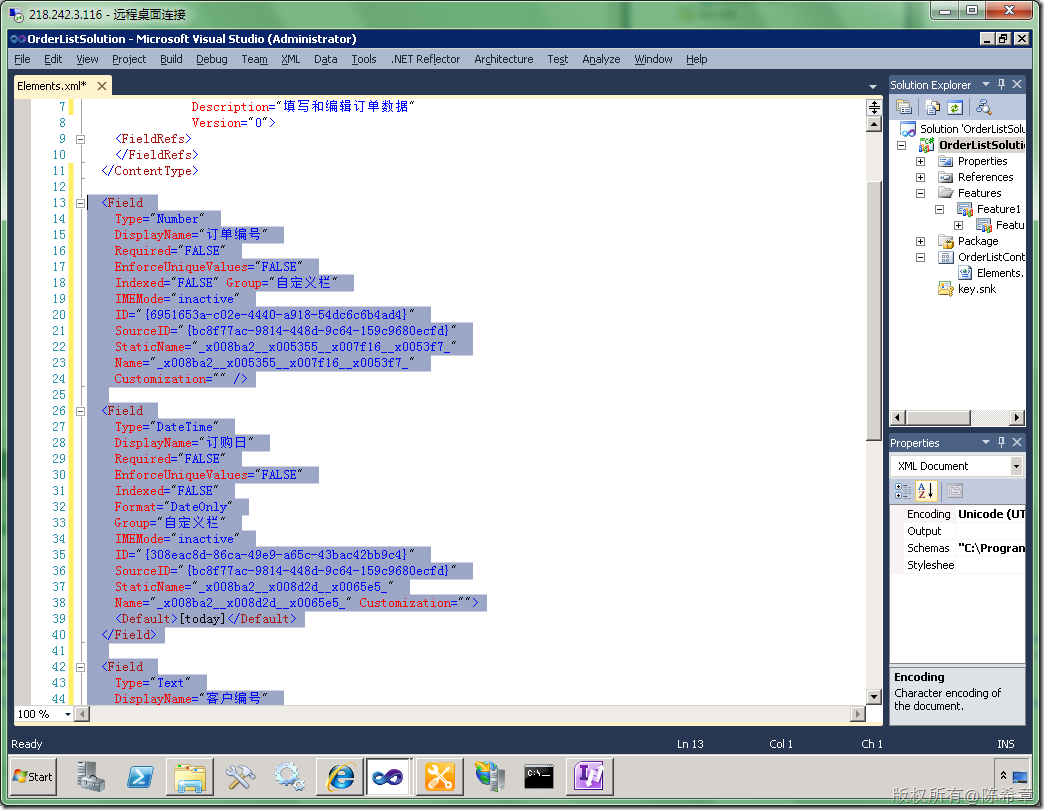 218.242.3.116 - 远程桌面连接
OrderListSolution - Microsoft Visual Studio (Administrator)
File Edit View Project Build Debug Team XML Data Tools .NET Reflector Architecture Test Analyze Window Help
Elements.xml*
7 Description="填写和编辑订单数据"
8 Version="0">
9 <FieldRefs>
10 </FieldRefs>
11 </ContentType>
12
13 <Field
14 Type="Number"
15 DisplayName="订单编号"
16 Required="FALSE"
17 EnforceUniqueValues="FALSE"
18 Indexed="FALSE" Group="自定义栏"
19 IMEMode="inactive"
20 ID="{6951653a-c02e-4440-a918-54dc6c6b4ad4}"
21 SourceID="{bc8f77ac-9814-448d-9c64-159c9680ecfd}"
22 StaticName="_x008ba2__x005355__x007f16__x0053f7_"
23 Name="_x008ba2__x005355__x007f16__x0053f7_"
24 Customization="" />
25
26 <Field
27 Type="DateTime"
28 DisplayName="订购日"
29 Required="FALSE"
30 EnforceUniqueValues="FALSE"
31 Indexed="FALSE"
32 Format="DateOnly"
33 Group="自定义栏"
34 IMEMode="inactive"
35 ID="{308eac8d-86ca-49e9-a65c-43bac42bb9c4}"
36 SourceID="{bc8f77ac-9814-448d-9c64-159c9680ecfd}"
37 StaticName="_x008ba2__x008d2d__x0065e5_"
38 Name="_x008ba2__x008d2d__x0065e5_" Customization="">
39 <Default>[today]</Default>
40 </Field>
41
42 <Field
43 Type="Text"
44 DisplayName="客户编号"
100 %
Solution Explorer
Solution 'OrderListSolu
OrderListSoluti
Properties
References
Features
Feature1
Featu
Package
OrderListCont
Elements.
key.snk
Properties
XML Document
Encoding Unicode (UT
Output
Schemas "C:\Program
Styleshee
Encoding
Character encoding of
the document.
Ready Ln 13 Col 1 Ch 1 INS
Start
版权所有@陈希章